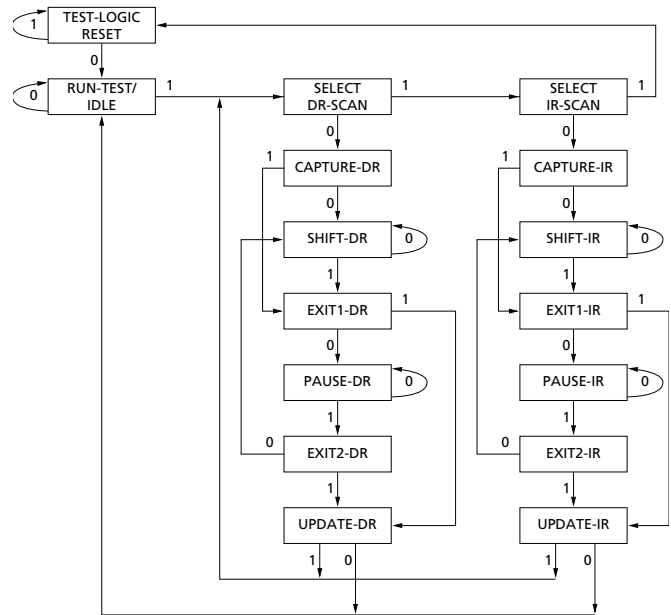 TEST-LOGIC
RESET
1
0
RUN-TEST/
IDLE
0
1
SELECT
DR-SCAN
1
SELECT
IR-SCAN
1
0
0
1
CAPTURE-DR
1
CAPTURE-IR
0
0
SHIFT-DR
0
SHIFT-IR
0
1
1
EXIT1-DR
1
EXIT1-IR
1
0
0
PAUSE-DR
0
PAUSE-IR
0
1
1
0
EXIT2-DR
0
EXIT2-IR
1
1
UPDATE-DR
UPDATE-IR
1
0
1
0